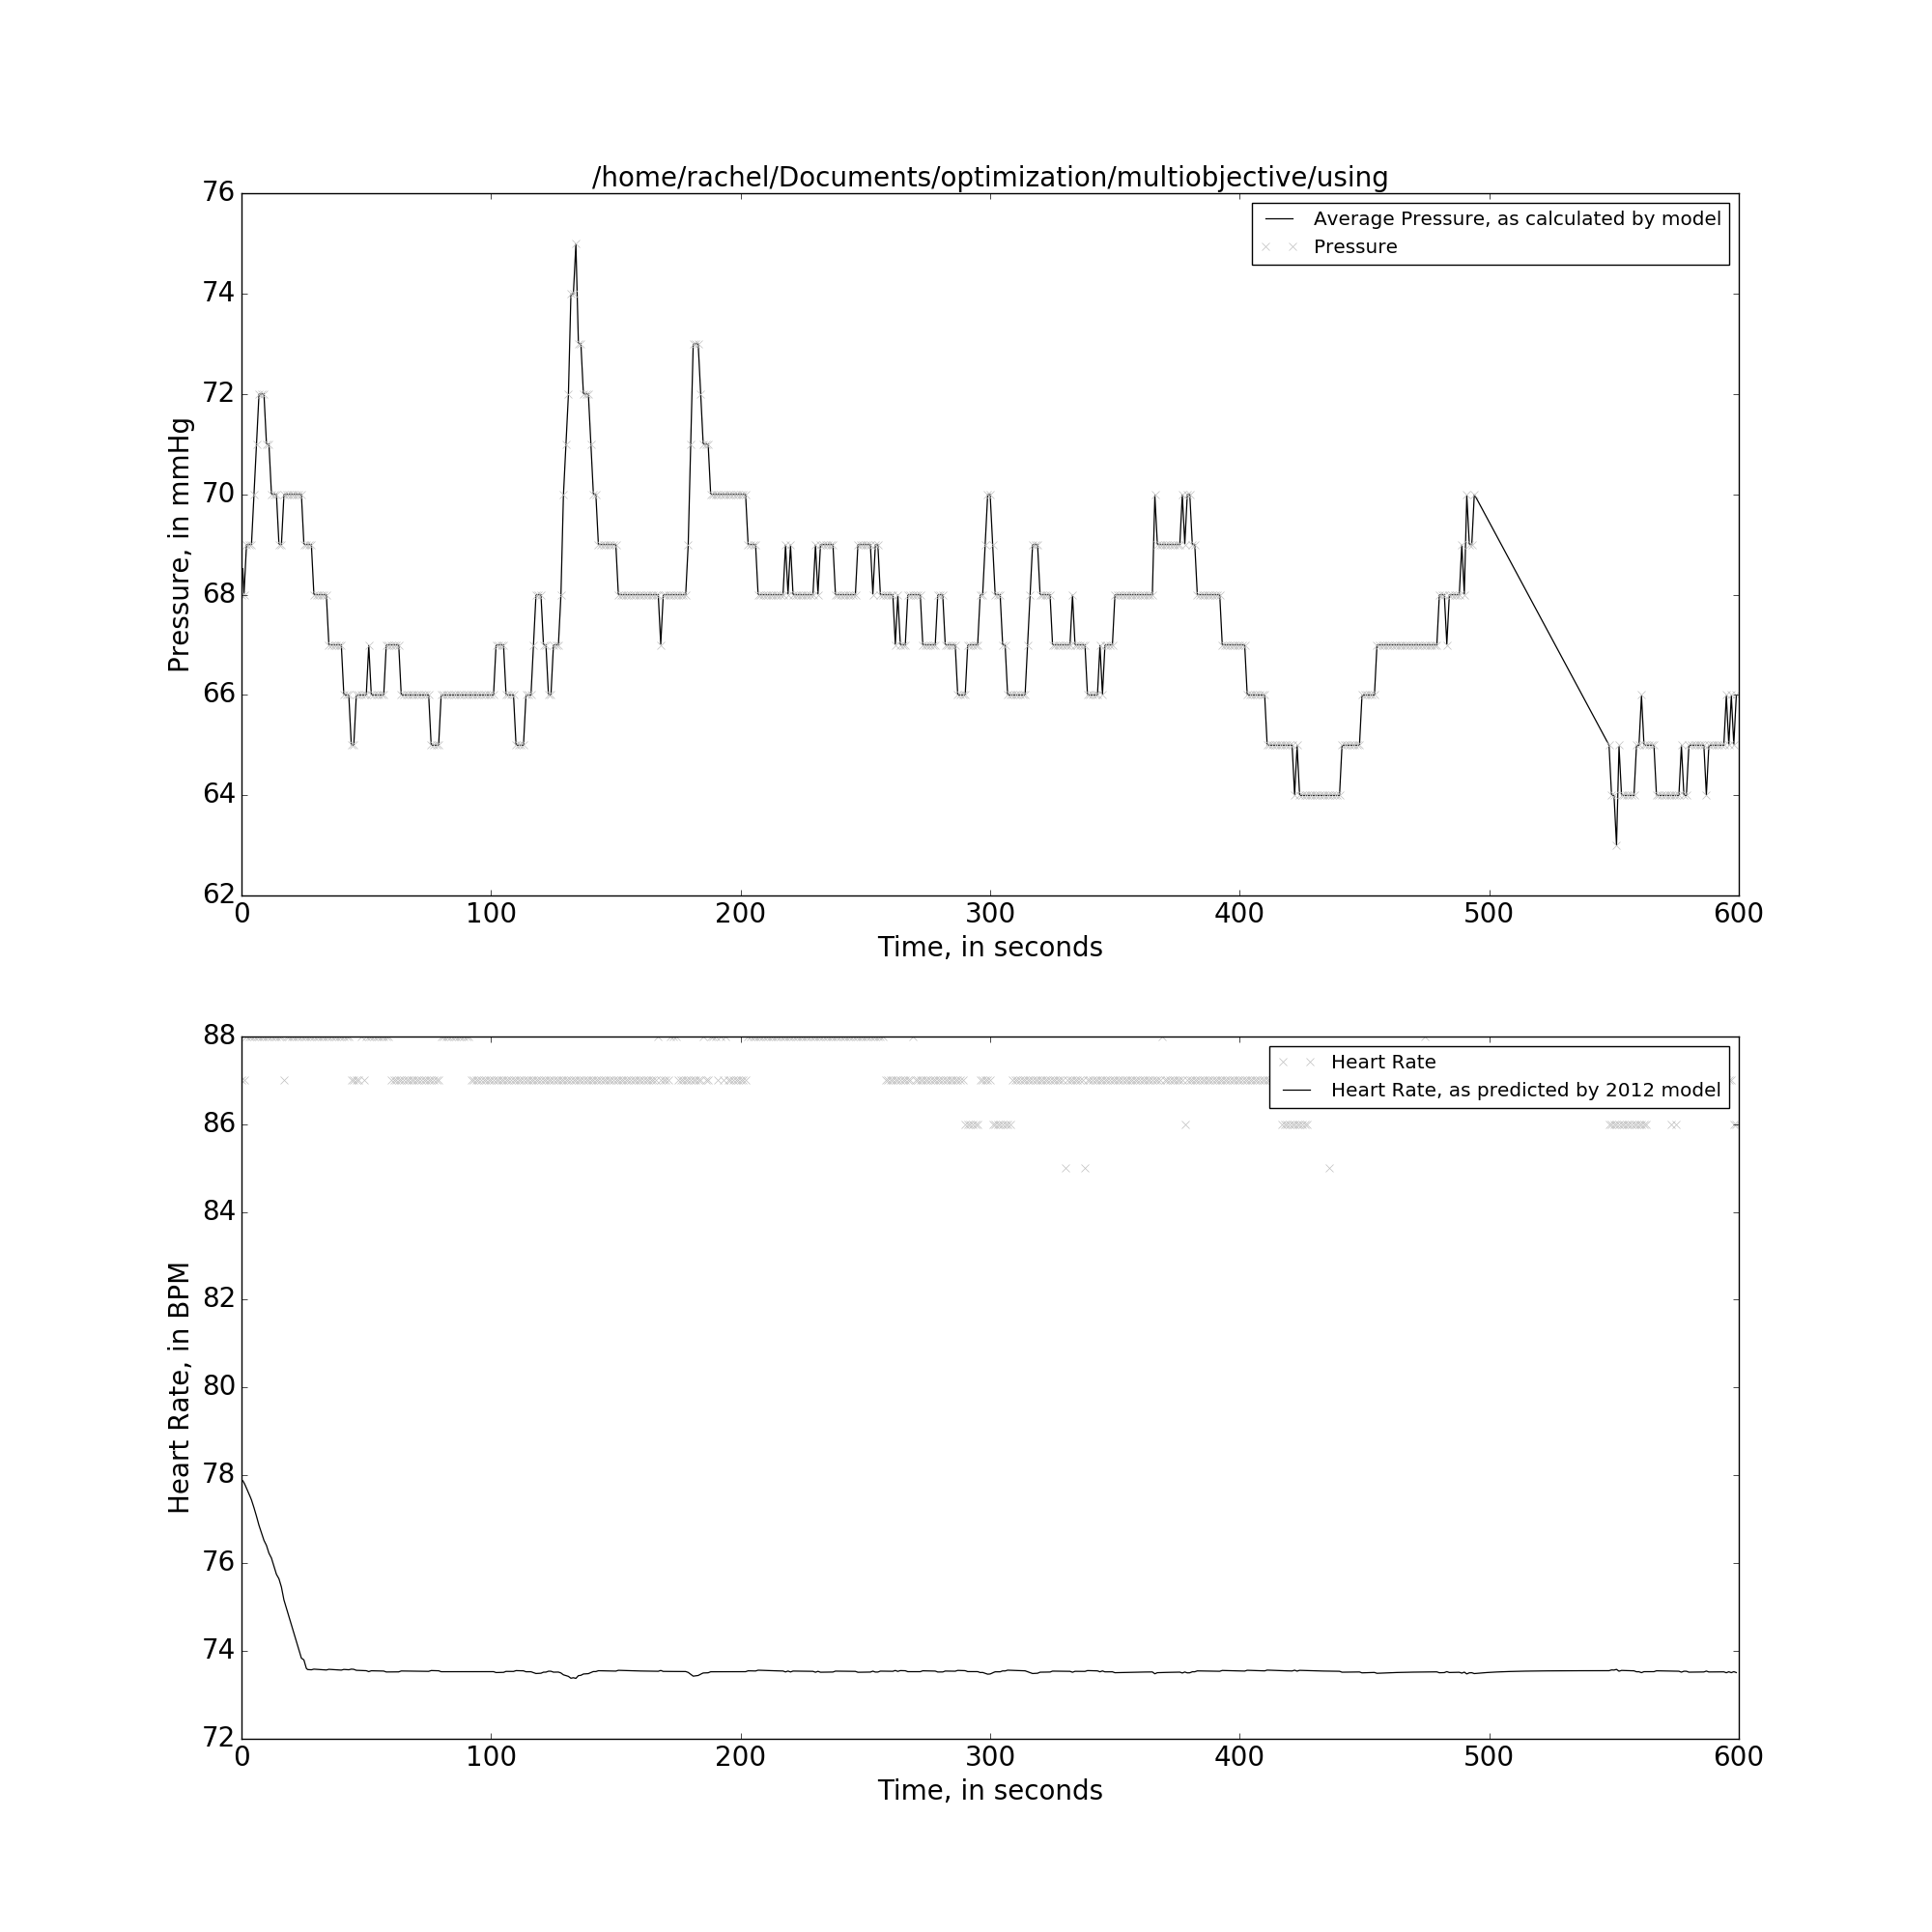 /home/rachel/Documents/optimization/multiobjective/using
76
74
72
70
68
66
64
62
Pressure, in mmHg
Average Pressure, as calculated by model
Pressure
0 100 200 300 400 500 600
Time, in seconds
88
86
84
82
80
78
76
74
72
Heart Rate, in BPM
Heart Rate
Heart Rate, as predicted by 2012 model
0 100 200 300 400 500 600
Time, in seconds